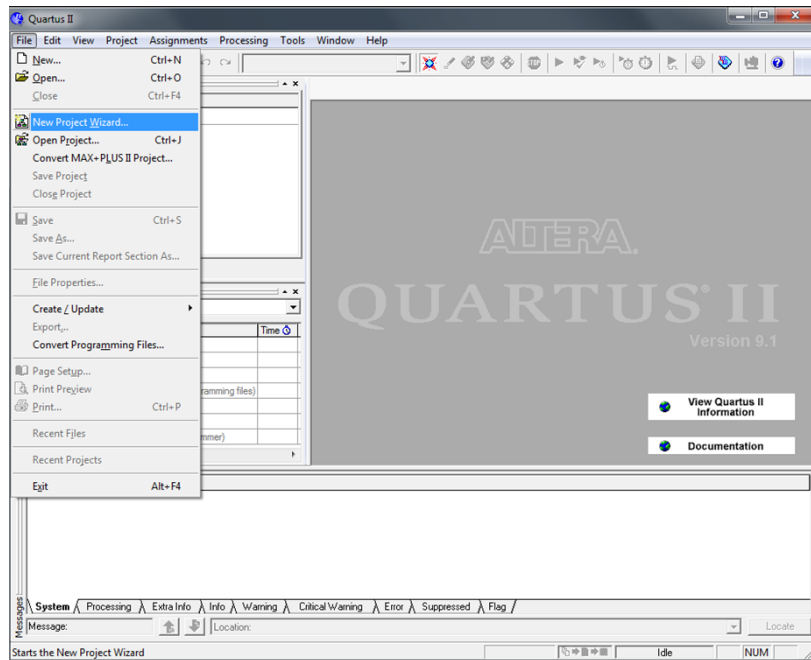 Quartus II
File Edit View Project Assignments Processing Tools Window Help
New... Ctrl+N
Open... Ctrl+O
Close Ctrl+F4
New Project Wizard...
Open Project... Ctrl+J
Convert MAX+PLUS II Project...
Save Project
Close Project
Save Ctrl+S
Save As...
Save Current Report Section As...
File Properties...
Create / Update
Export...
Convert Programming Files...
Page Setup...
Print Preview
Print... Ctrl+P
Recent Files
Recent Projects
Exit Alt+F4
Time
ramming files)
mmer)
ALTERA
QUARTUS® II
Version 9.1
View Quartus II
Information
Documentation
Messages
System Processing Extra Info Info Warning Critical Warning Error Suppressed Flag
Message: Location: Locate
Starts the New Project Wizard Idle NUM